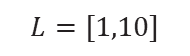 L = [1,10]